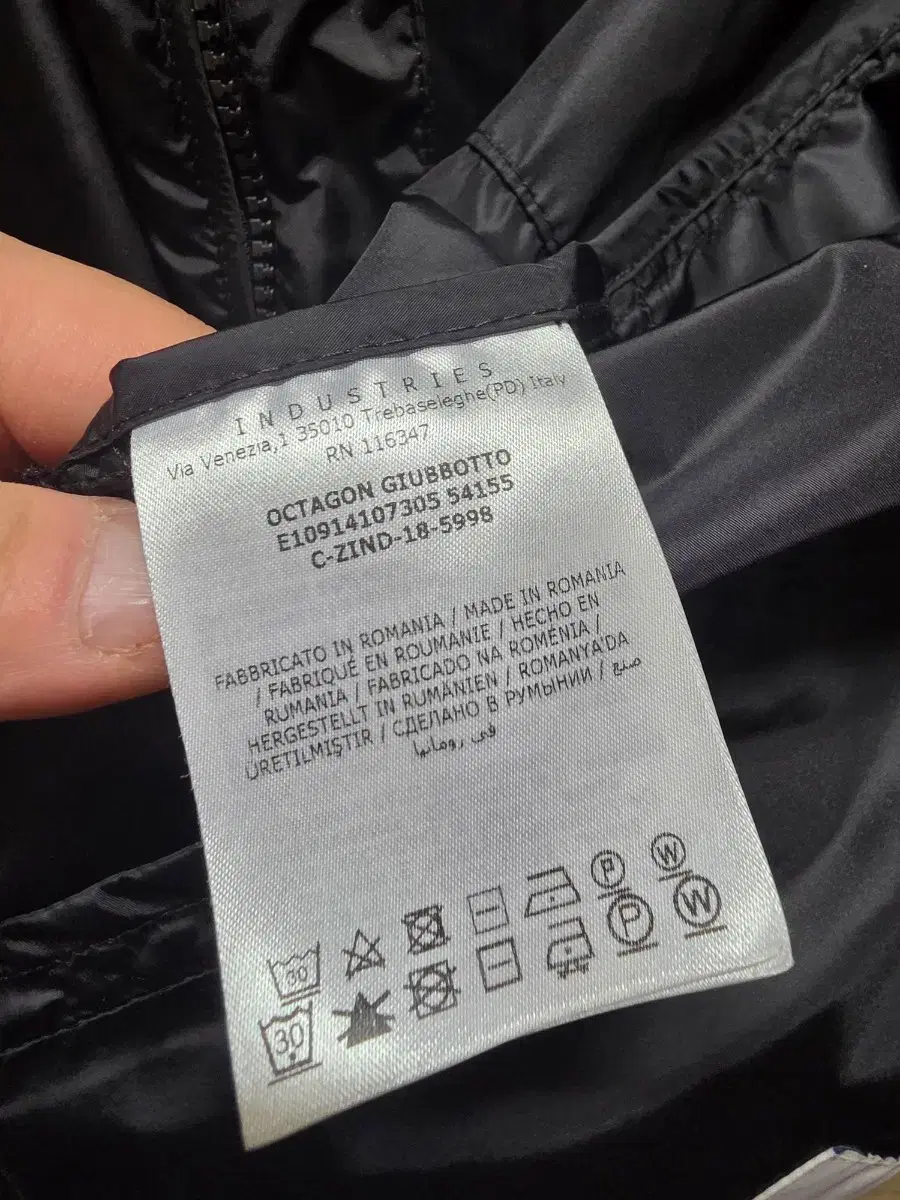 INDUSTRIES
Via Venezia,1 35010 Trebaseleghe(PD) Italy
RN 116347
OCTAGON GIUBBOTTO
E10914107305 54155
C-ZIND-18-5998
FABBRICATO IN ROMANIA / MADE IN ROMANIA
/ FABRIQUÉ EN ROUMANIE / HECHO EN
RUMANIA / FABRICADO NA ROMÉNIA /
HERGESTELLT IN RUMÄNIEN / ROMANYA'DA
ÜRETILMIŞTIR / СДЕЛАНО В РУМЫНИИ / صنع
في رومانيا
30 P W
30 P W